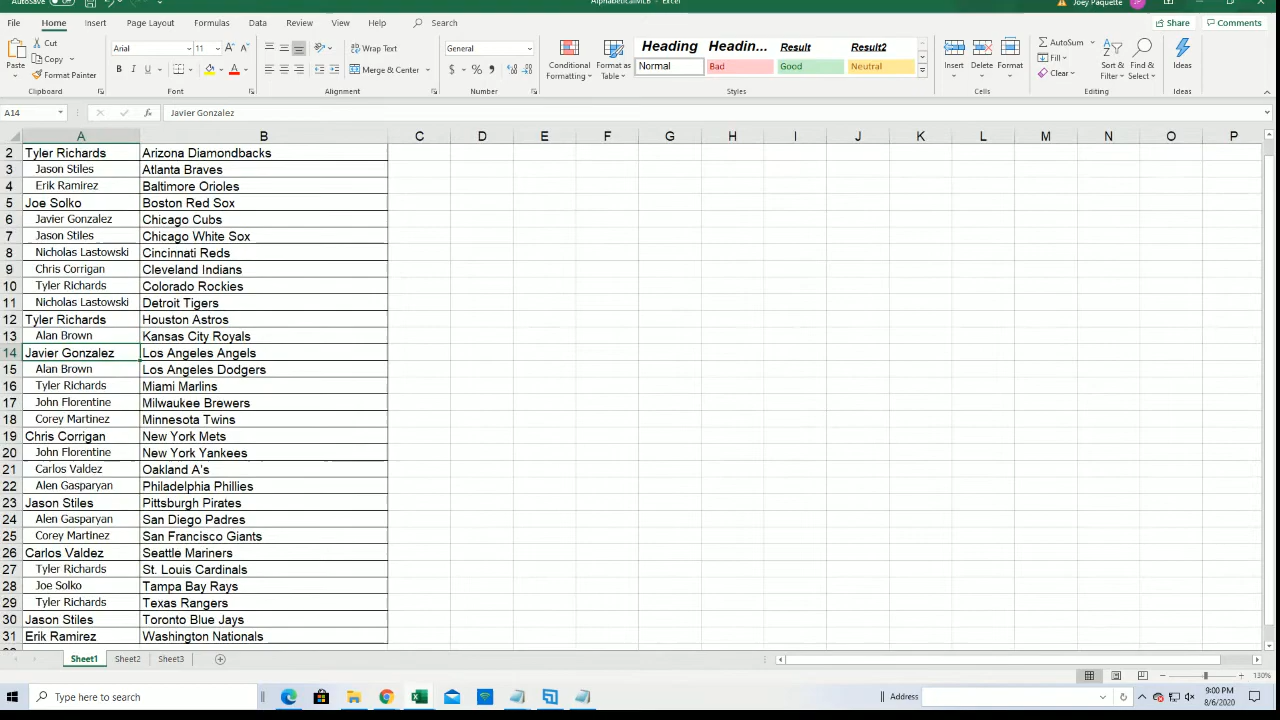 AutoSave Off AlphabeticalMLB - Excel Joey Paquette
File Home Insert Page Layout Formulas Data Review View Help Search Share Comments
Cut Arial 11 Wrap Text General Heading Headin... Result Result2 AutoSum
Copy Fill
Paste Format Painter B I U A Merge & Center $ % Conditional Formatting Format as Table Normal Bad Good Neutral Insert Delete Format Clear Sort & Filter Find & Select Ideas
Clipboard Font Alignment Number Styles Cells Editing Ideas
A14 fx Javier Gonzalez
A B C D E F G H I J K L M N O P
2 Tyler Richards Arizona Diamondbacks
3 Jason Stiles Atlanta Braves
4 Erik Ramirez Baltimore Orioles
5 Joe Solko Boston Red Sox
6 Javier Gonzalez Chicago Cubs
7 Jason Stiles Chicago White Sox
8 Nicholas Lastowski Cincinnati Reds
9 Chris Corrigan Cleveland Indians
10 Tyler Richards Colorado Rockies
11 Nicholas Lastowski Detroit Tigers
12 Tyler Richards Houston Astros
13 Alan Brown Kansas City Royals
14 Javier Gonzalez Los Angeles Angels
15 Alan Brown Los Angeles Dodgers
16 Tyler Richards Miami Marlins
17 John Florentine Milwaukee Brewers
18 Corey Martinez Minnesota Twins
19 Chris Corrigan New York Mets
20 John Florentine New York Yankees
21 Carlos Valdez Oakland A's
22 Alen Gasparyan Philadelphia Phillies
23 Jason Stiles Pittsburgh Pirates
24 Alen Gasparyan San Diego Padres
25 Corey Martinez San Francisco Giants
26 Carlos Valdez Seattle Mariners
27 Tyler Richards St. Louis Cardinals
28 Joe Solko Tampa Bay Rays
29 Tyler Richards Texas Rangers
30 Jason Stiles Toronto Blue Jays
31 Erik Ramirez Washington Nationals
Sheet1 Sheet2 Sheet3
130%
Type here to search Address 9:00 PM
8/6/2020